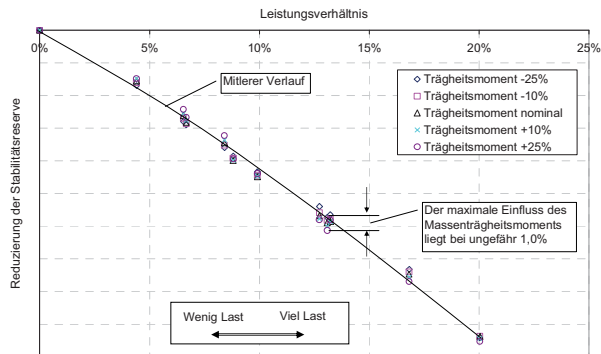 Leistungsverhältnis
0%
5%
10%
15%
20%
25%
Mitlerer Verlauf
Trägheitsmoment -25%
Trägheitsmoment -10%
Trägheitsmoment nominal
Trägheitsmoment +10%
Trägheitsmoment +25%
Reduzierung der Stabilitätsreserve
Der maximale Einfluss des
Massenträgheitsmoments
liegt bei ungefähr 1,0%
Wenig Last
Viel Last